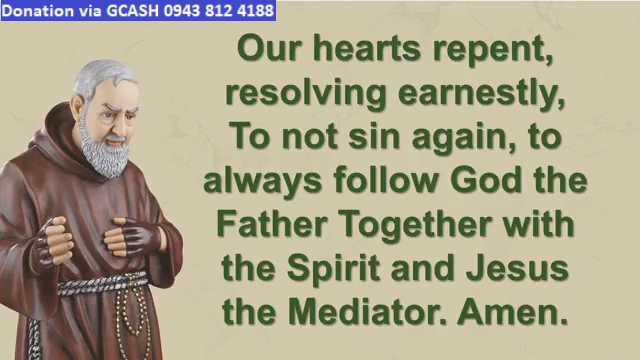 Donation via GCASH 0943 812 4188
Our hearts repent,
resolving earnestly,
To not sin again, to
always follow God the
Father Together with
the Spirit and Jesus
the Mediator. Amen.